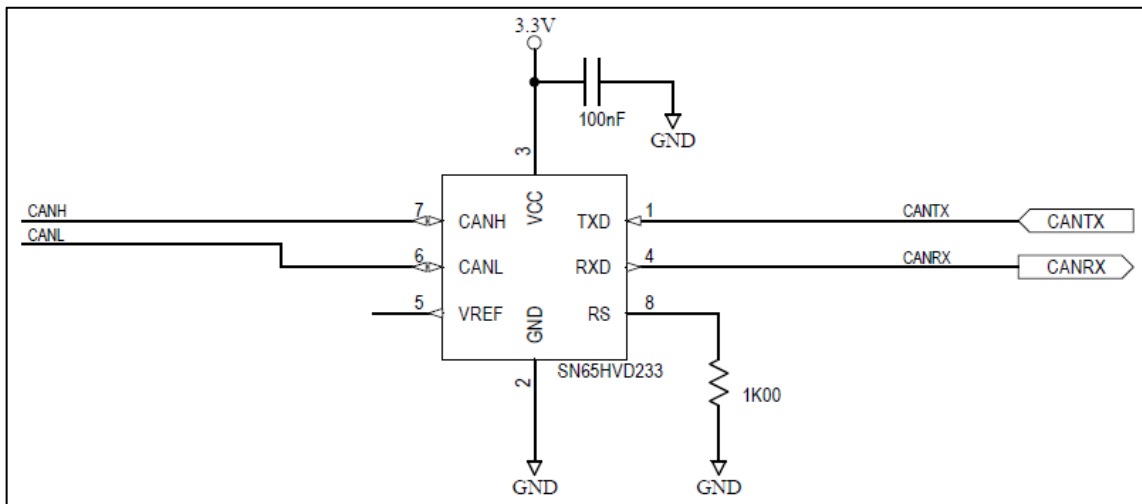 3.3V
100nF
GND
3
CANH
7
CANH
VCC
TXD
1
CANTX
CANTX
CANL
6
CANL
RXD
4
CANRX
CANRX
5
VREF
GND
RS
8
SN65HVD233
2
1K00
GND
GND